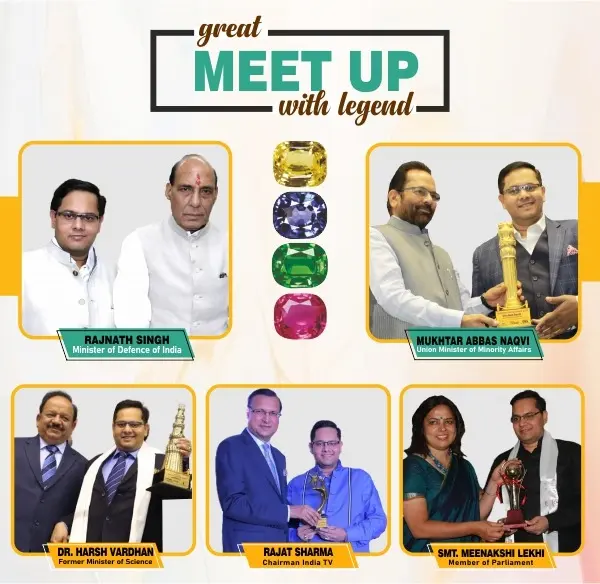 great
MEET UP
with legend
RAJNATH SINGH
Minister of Defence of India
MUKHTAR ABBAS NAQVI
Union Minister of Minority Affairs
DR. HARSH VARDHAN
Former Minister of Science
RAJAT SHARMA
Chairman India TV
SMT. MEENAKSHI LEKHI
Member of Parliament